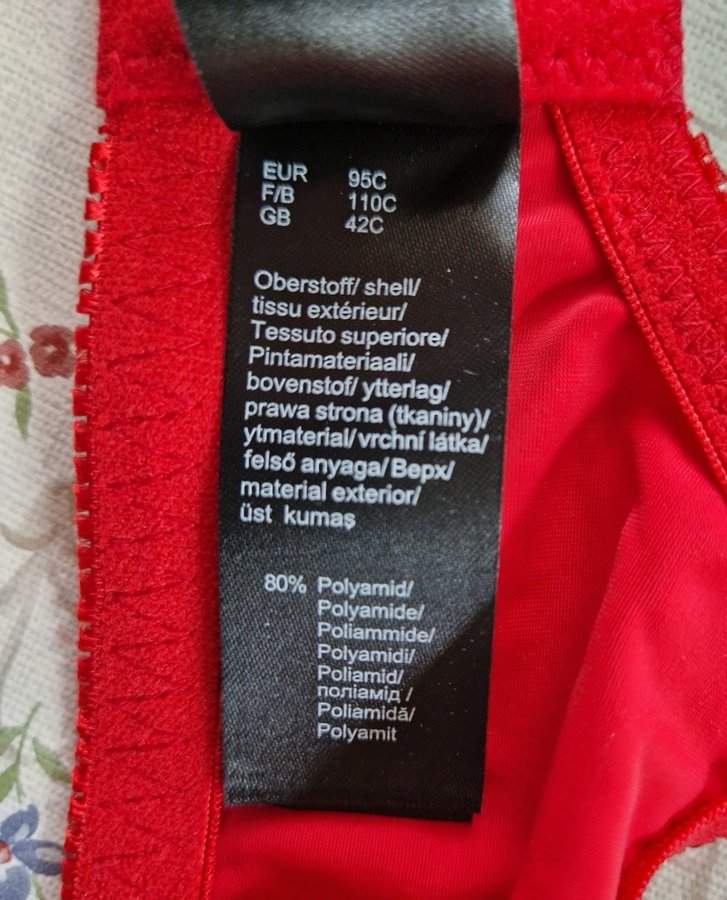 EUR 95C
F/B 110C
GB 42C
Oberstoff/ shell/
tissu extérieur/
Tessuto superiore/
Pintamateriaali/
bovenstof/ ytterlag/
prawa strona (tkaniny)/
ytmaterial/ vrchní látka/
felső anyaga/ Верх/
material exterior/
üst kumaş
80% Polyamid/
Polyamide/
Poliammide/
Polyamidi/
Poliamid/
поліамід /
Poliamidă/
Polyamit